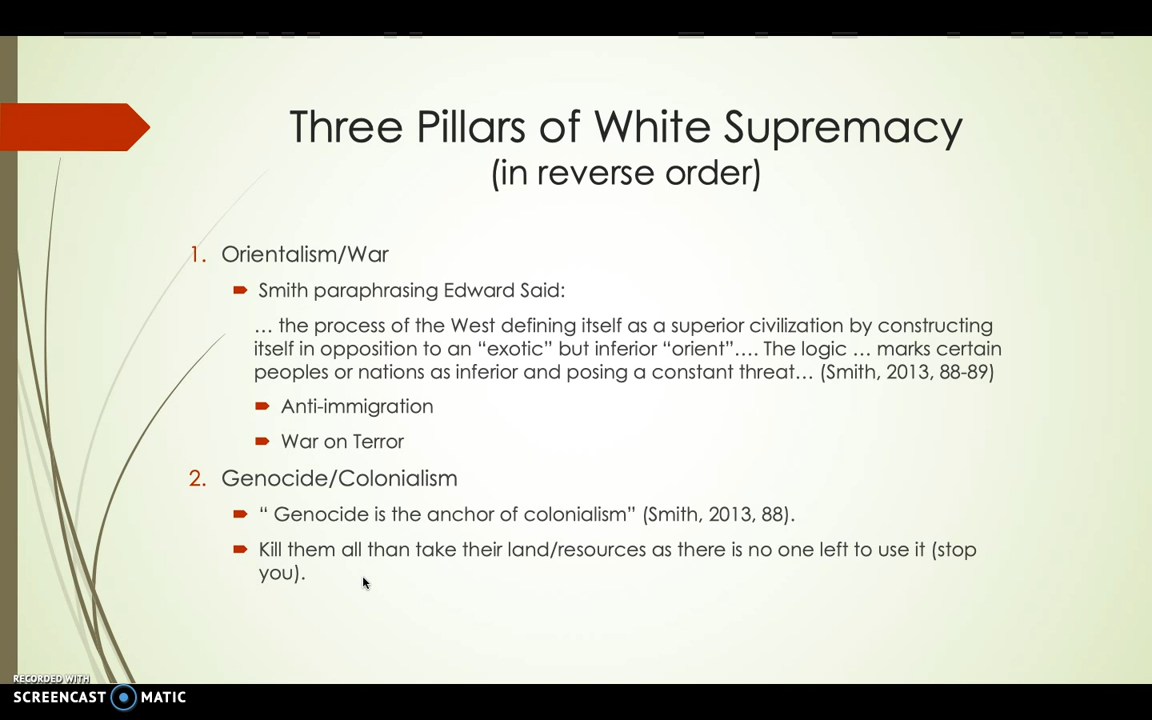 Three Pillars of White Supremacy
(in reverse order)
1. Orientalism/War
Smith paraphrasing Edward Said:
… the process of the West defining itself as a superior civilization by constructing
itself in opposition to an “exotic” but inferior “orient”…. The logic … marks certain
peoples or nations as inferior and posing a constant threat… (Smith, 2013, 88-89)
Anti-immigration
War on Terror
2. Genocide/Colonialism
“ Genocide is the anchor of colonialism” (Smith, 2013, 88).
Kill them all than take their land/resources as there is no one left to use it (stop
you).
RECORDED WITH
SCREENCAST MATIC